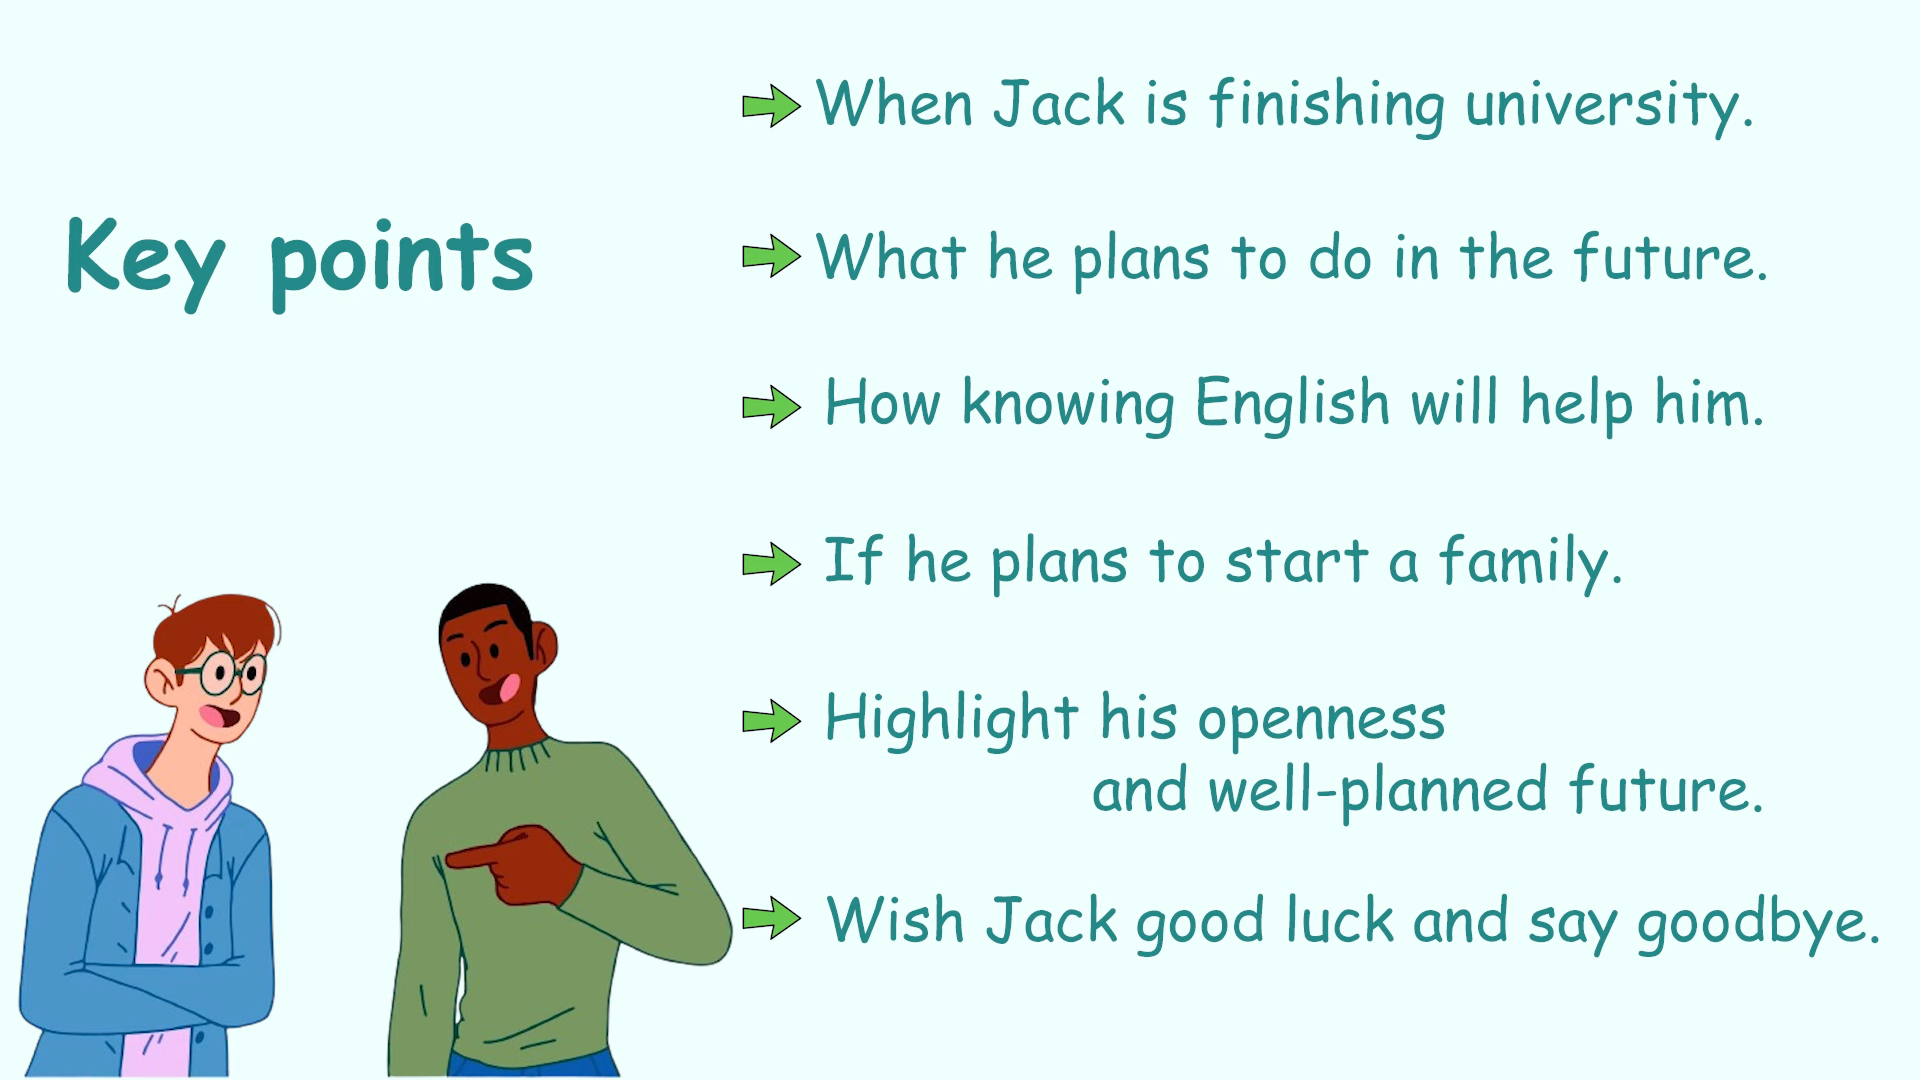 Key points
When Jack is finishing university.
What he plans to do in the future.
How knowing English will help him.
If he plans to start a family.
Highlight his openness
and well-planned future.
Wish Jack good luck and say goodbye.